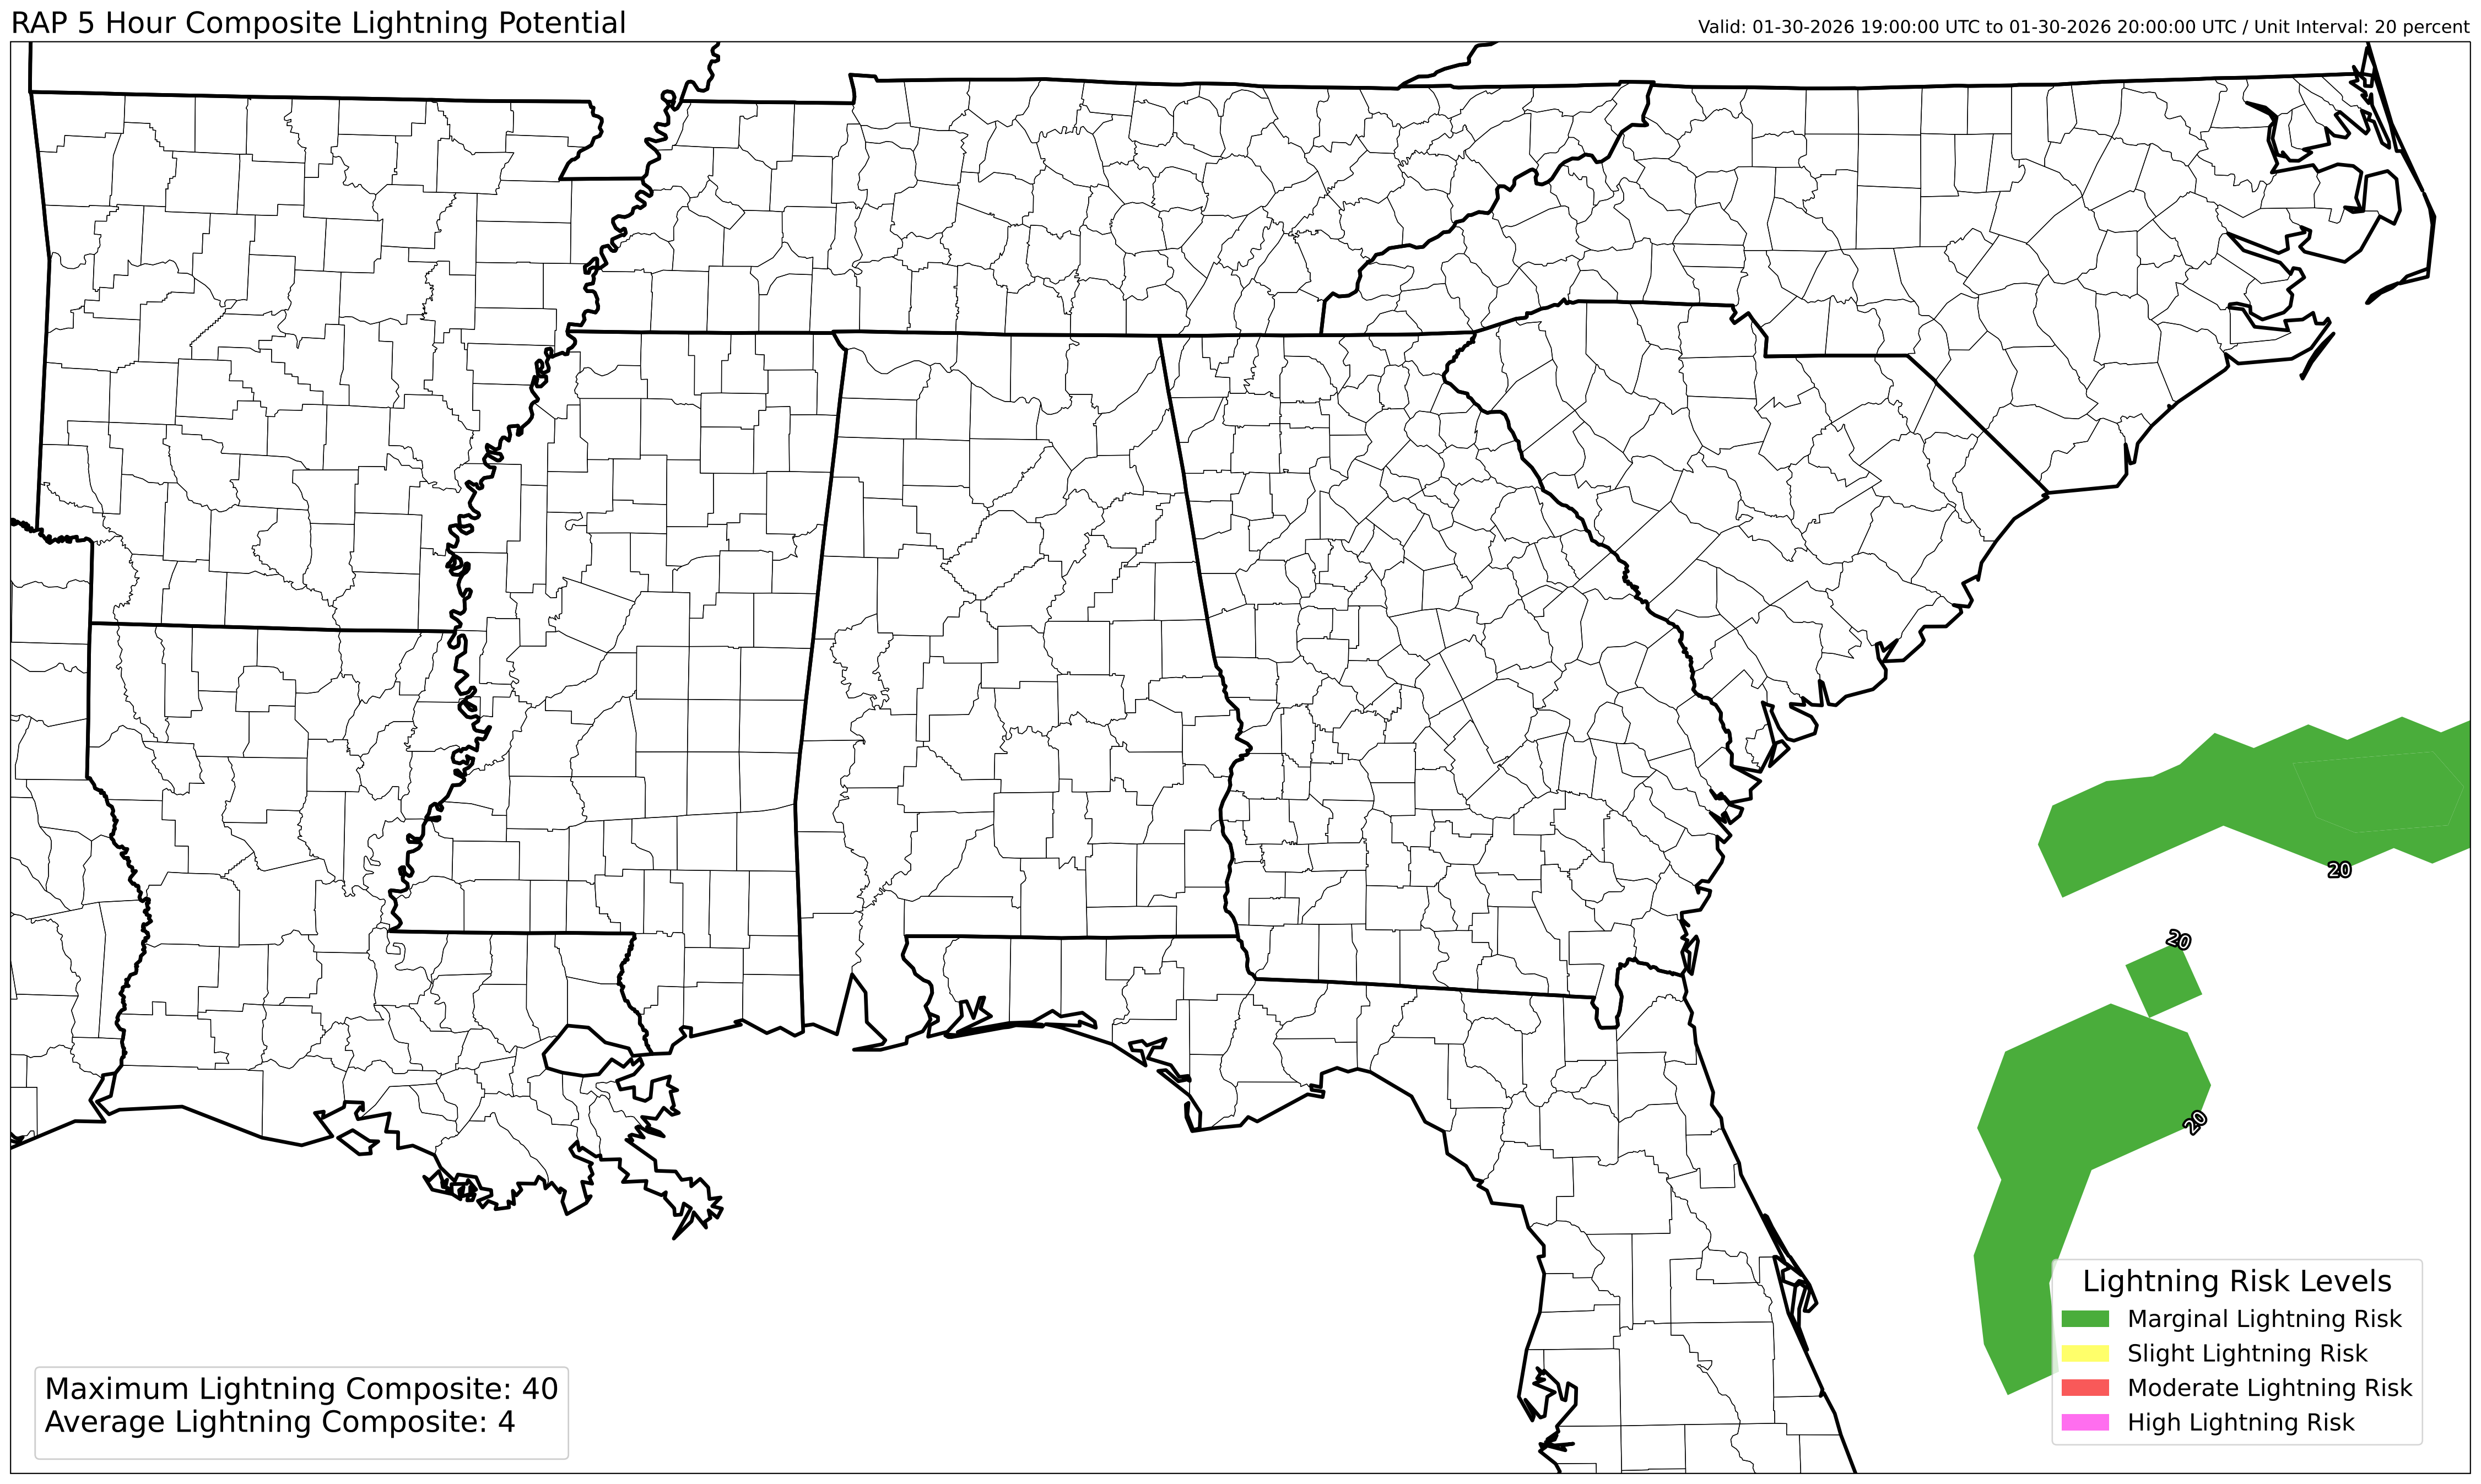 RAP 5 Hour Composite Lightning Potential
Valid: 01-30-2026 19:00:00 UTC to 01-30-2026 20:00:00 UTC / Unit Interval: 20 percent
20
20
20
Lightning Risk Levels
Marginal Lightning Risk
Slight Lightning Risk
Moderate Lightning Risk
High Lightning Risk
Maximum Lightning Composite: 40
Average Lightning Composite: 4